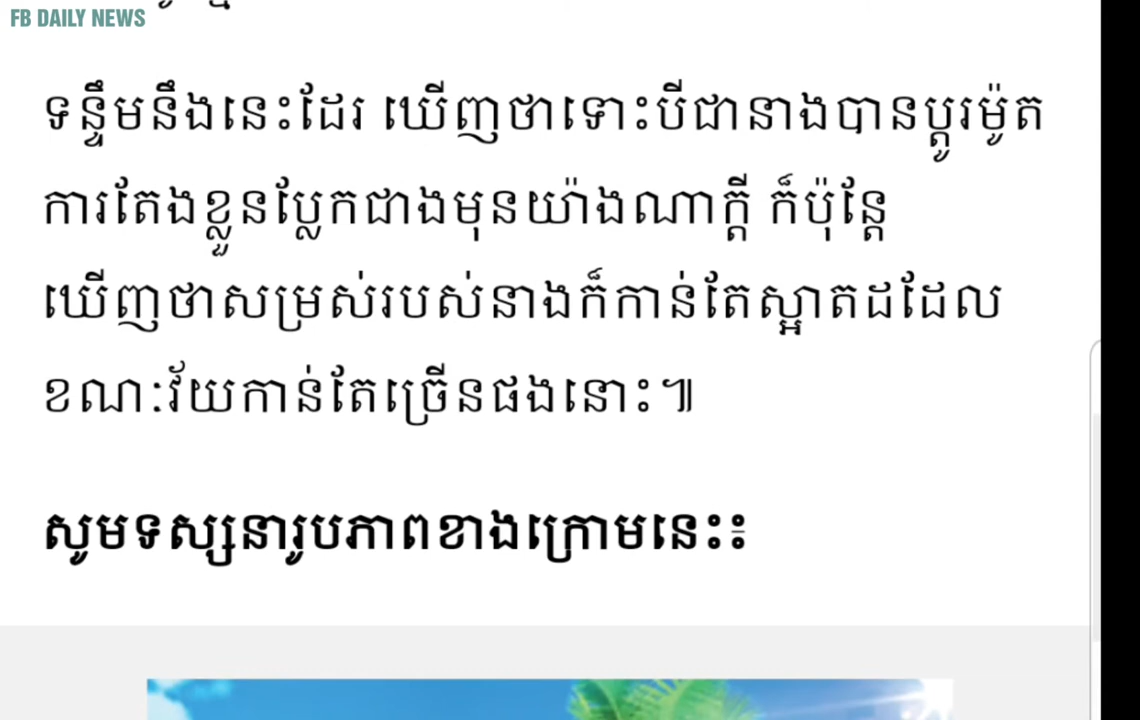 FB DAILY NEWS
ទន្ទឹមនឹងនេះដែរ ឃើញថាទោះបីជានាងបានប្ដូរម៉ូត
ការតែងខ្លួនប្លែកជាងមុនយ៉ាងណាក្ដី ក៏ប៉ុន្តែ
ឃើញថាសម្រស់របស់នាងក៏កាន់តែស្អាតដដែល
ខណៈវ័យកាន់តែច្រើនផងនោះ៕
សូមទស្សនារូបភាពខាងក្រោមនេះ៖